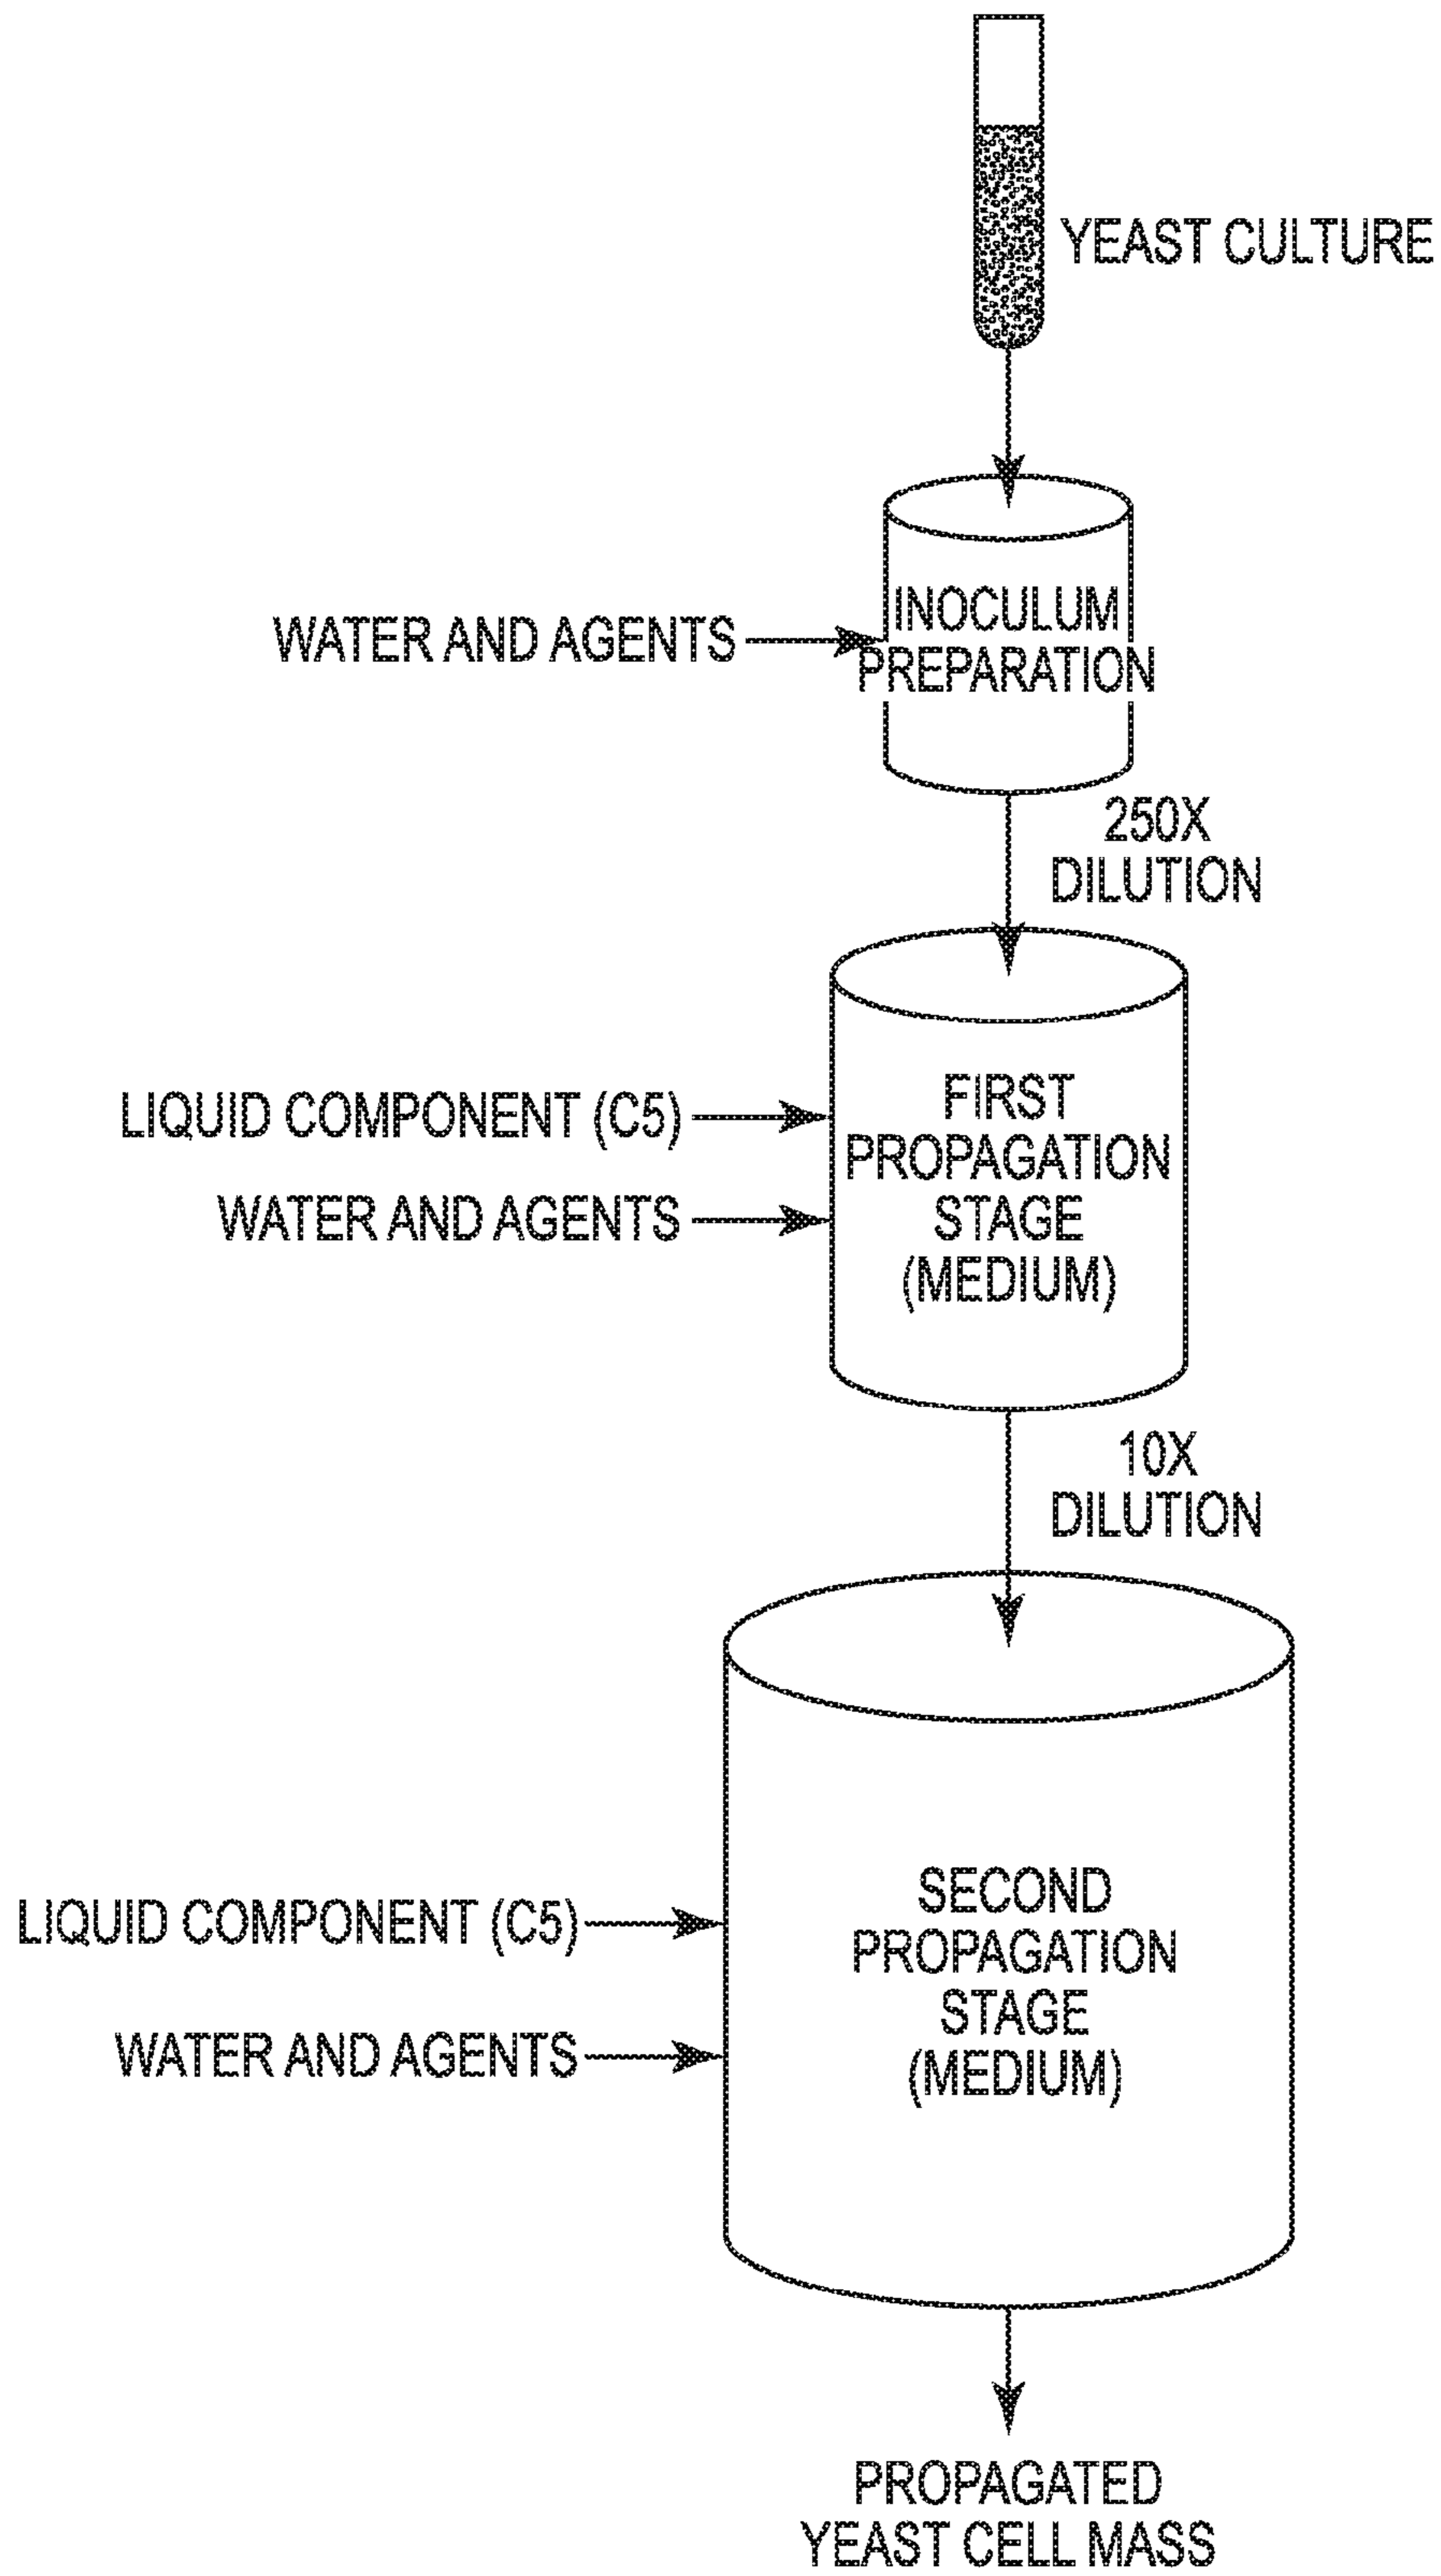 YEAST CULTURE
WATER AND AGENTS
INOCULUM
PREPARATION
250X
DILUTION
LIQUID COMPONENT (C5)
WATER AND AGENTS
FIRST
PROPAGATION
STAGE
(MEDIUM)
10X
DILUTION
LIQUID COMPONENT (C5)
WATER AND AGENTS
SECOND
PROPAGATION
STAGE
(MEDIUM)
PROPAGATED
YEAST CELL MASS